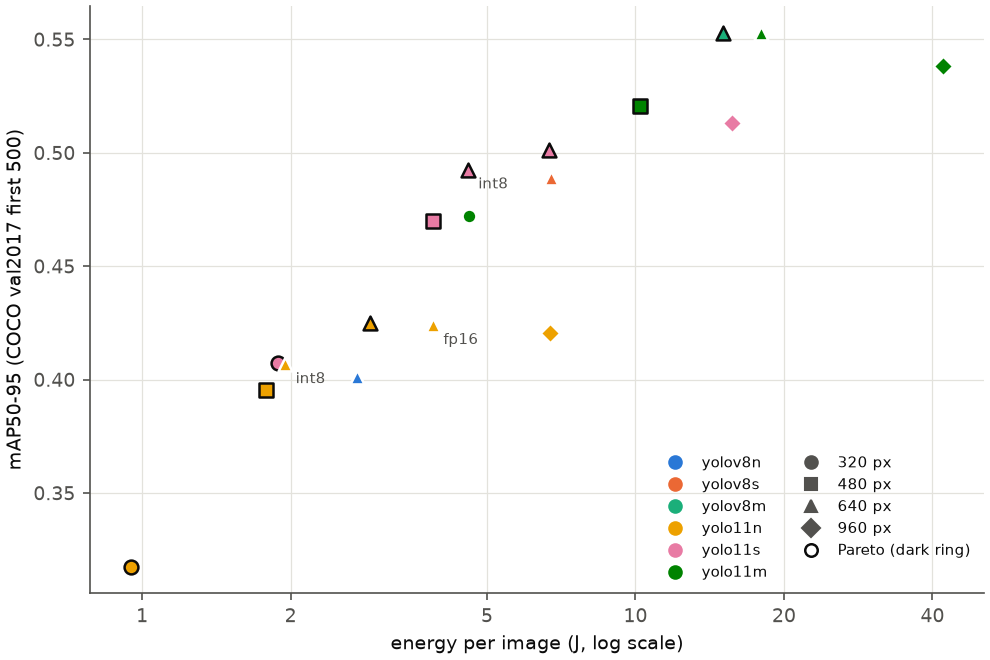 0.55
0.50
0.45
0.40
0.35
mAP50-95 (COCO val2017 first 500)
int8
fp16
int8
yolov8n
yolov8s
yolov8m
yolo11n
yolo11s
yolo11m
320 px
480 px
640 px
960 px
Pareto (dark ring)
1 2 5 10 20 40
energy per image (J, log scale)